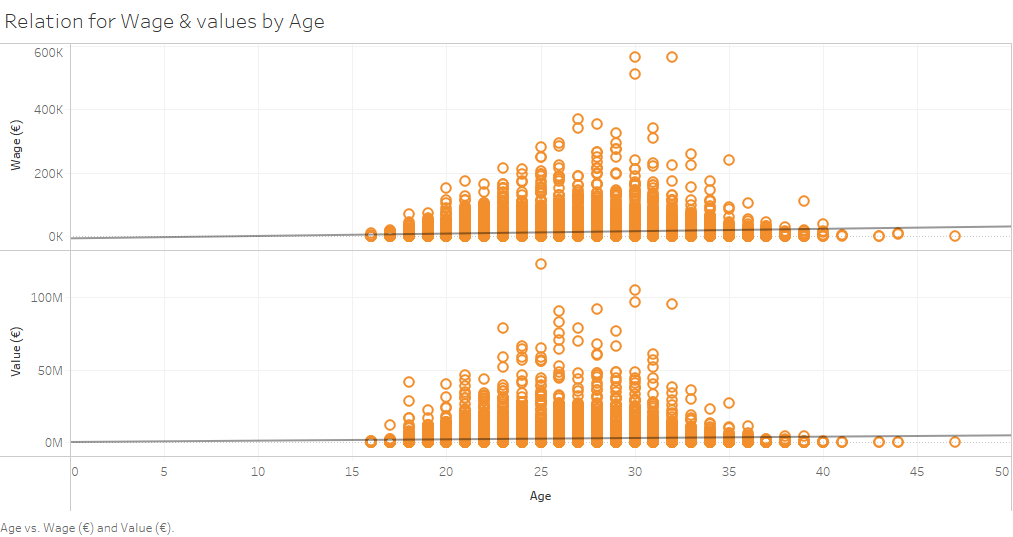 Relation for Wage & values by Age
600K
400K
200K
0K
Wage (€)
100M
50M
0M
Value (€)
0 5 10 15 20 25 30 35 40 45 50
Age
Age vs. Wage (€) and Value (€).